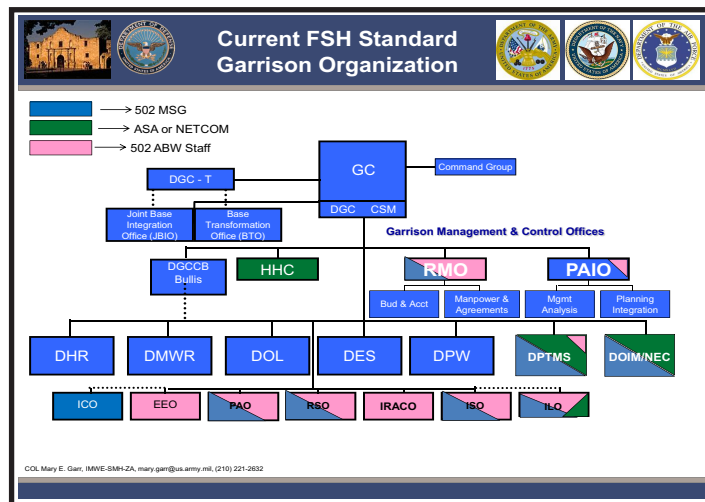 Current FSH Standard
Garrison Organization
502 MSG
ASA or NETCOM
502 ABW Staff
GC
Command Group
DGC - T
DGC CSM
Joint Base
Integration
Office (JBIO)
Base
Transformation
Office (BTO)
Garrison Management & Control Offices
DGCCB
Bullis
HHC
RMO
PAIO
Bud & Acct
Manpower &
Agreements
Mgmt
Analysis
Planning
Integration
DHR
DMWR
DOL
DES
DPW
DPTMS
DOIM/NEC
ICO
EEO
PAO
RSO
IRACO
ISO
ILO
COL Mary E. Garr, IMWE-SMH-ZA, mary.garr@us.army.mil, (210) 221-2632